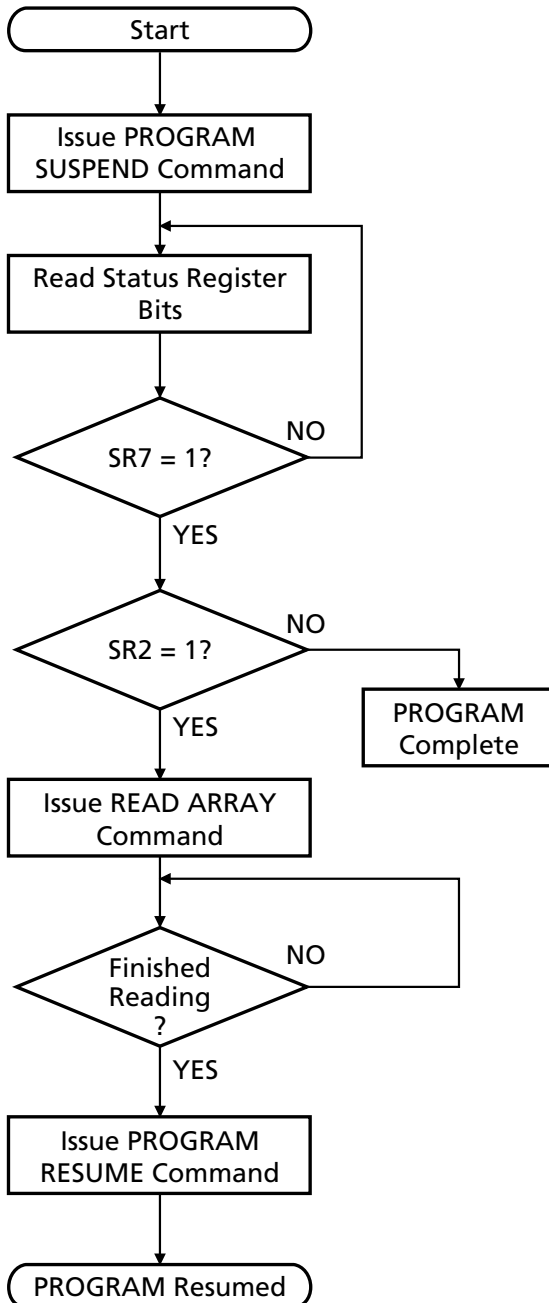 Start
Issue PROGRAM
SUSPEND Command
Read Status Register
Bits
NO
SR7 = 1?
YES
NO
SR2 = 1?
PROGRAM
Complete
YES
Issue READ ARRAY
Command
NO
Finished
Reading
?
YES
Issue PROGRAM
RESUME Command
PROGRAM Resumed